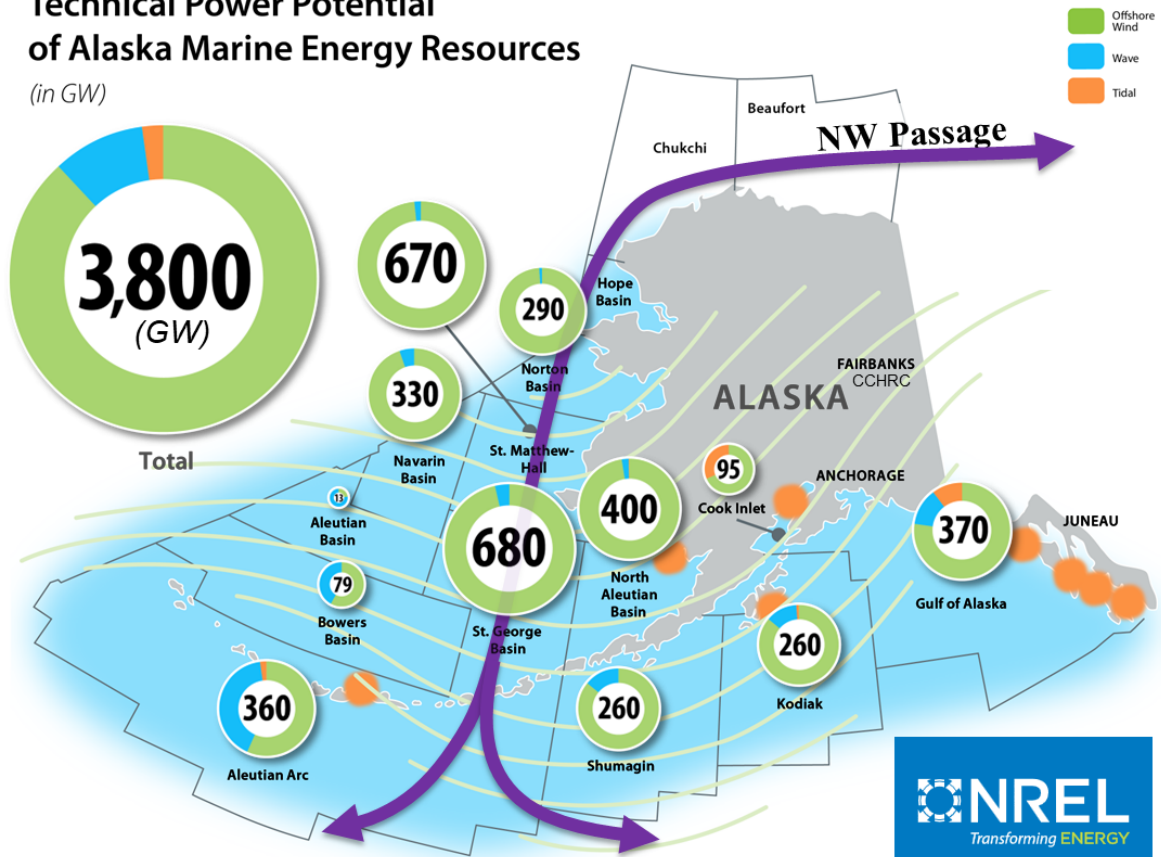 Technical Power Potential
of Alaska Marine Energy Resources
(in GW)
Offshore
Wind
Wave
Tidal
Beaufort
Chukchi
NW Passage
3,800
(GW)
Total
670
290
Hope
Basin
Norton
Basin
330
Navarin
Basin
St. Matthew-
Hall
FAIRBANKS
CCHRC
ALASKA
95
Cook Inlet
ANCHORAGE
13
Aleutian
Basin
680
St. George
Basin
400
North
Aleutian
Basin
370
Gulf of Alaska
JUNEAU
79
Bowers
Basin
360
Aleutian Arc
260
Shumagin
260
Kodiak
NREL
Transforming ENERGY